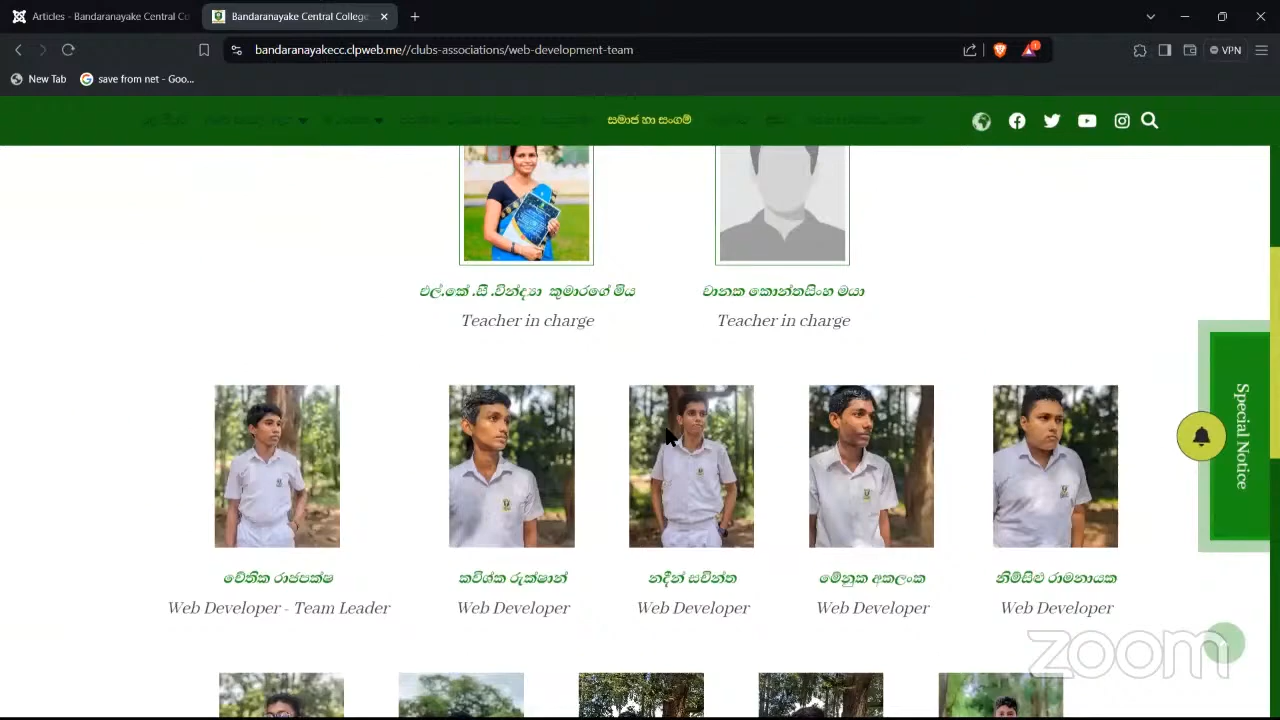 Articles - Bandaranayake Central Co
Bandaranayake Central College
bandaranayakecc.clpweb.me//clubs-associations/web-development-team
VPN
New Tab
save from net - Goo...
සමාජ හා සංගම්
එල්.කේ .සී .වින්ද්‍යා කුමාරගේ මිය
චානක කොන්තසිංහ මයා
Teacher in charge
Teacher in charge
Special Notice
චේතික රාජපක්ෂ
කවිශ්ක රුක්ෂාන්
නදීන් සචින්ත
මේනුක අකලංක
නිම්සිළු රාමනායක
Web Developer - Team Leader
Web Developer
Web Developer
Web Developer
Web Developer
zoom